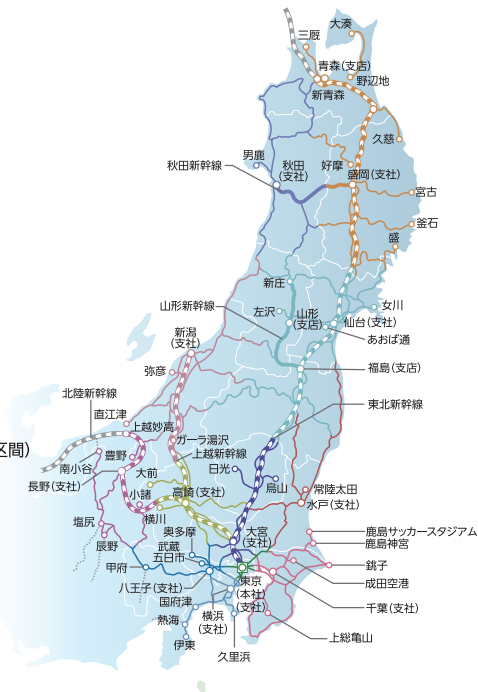 大湊
三厩
青森(支店)
野辺地
新青森
久慈
男鹿
秋田新幹線
秋田
(支社)
好摩
盛岡(支社)
宮古
釜石
盛
新庄
山形新幹線
左沢
山形
(支店)
女川
仙台(支社)
あおば通
新潟
(支社)
弥彦
福島(支店)
北陸新幹線
直江津
上越妙高
東北新幹線
区間)
ガーラ湯沢
上越新幹線
南小谷
豊野
日光
大前
長野(支社)
小諸
高崎(支社)
烏山
常陸太田
水戸(支社)
横川
塩尻
奥多摩
大宮
(支社)
鹿島サッカースタジアム
鹿島神宮
辰野
武蔵
五日市
甲府
銚子
東京
(本社)
(支社)
成田空港
八王子(支社)
国府津
千葉(支社)
熱海
横浜
(支社)
伊東
久里浜
上総亀山